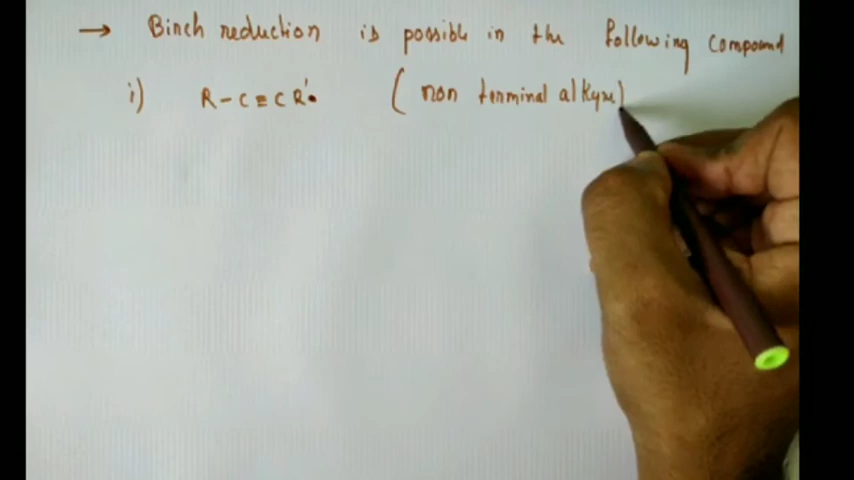 → Birch reduction is possible in the following compound
i) R-C≡CR' (non terminal alkyne)